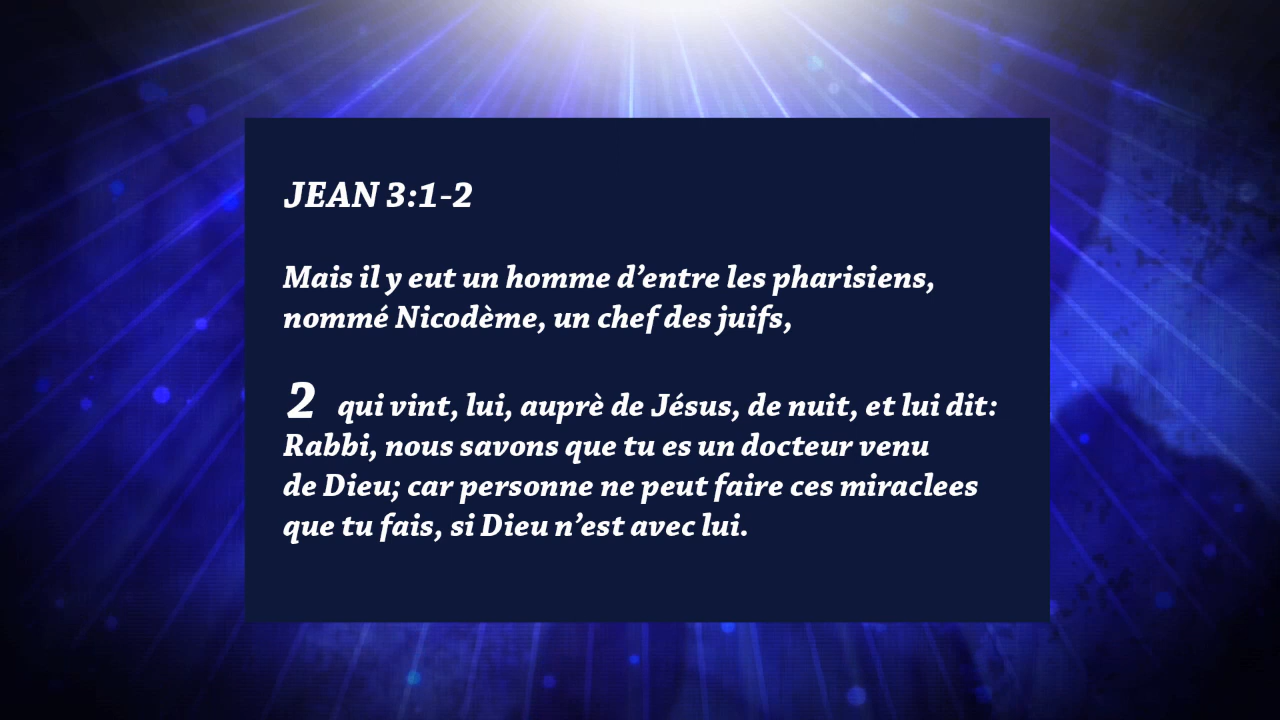 JEAN 3:1-2
Mais il y eut un homme d’entre les pharisiens,
nommé Nicodème, un chef des juifs,
2 qui vint, lui, auprè de Jésus, de nuit, et lui dit:
Rabbi, nous savons que tu es un docteur venu
de Dieu; car personne ne peut faire ces miraclees
que tu fais, si Dieu n’est avec lui.